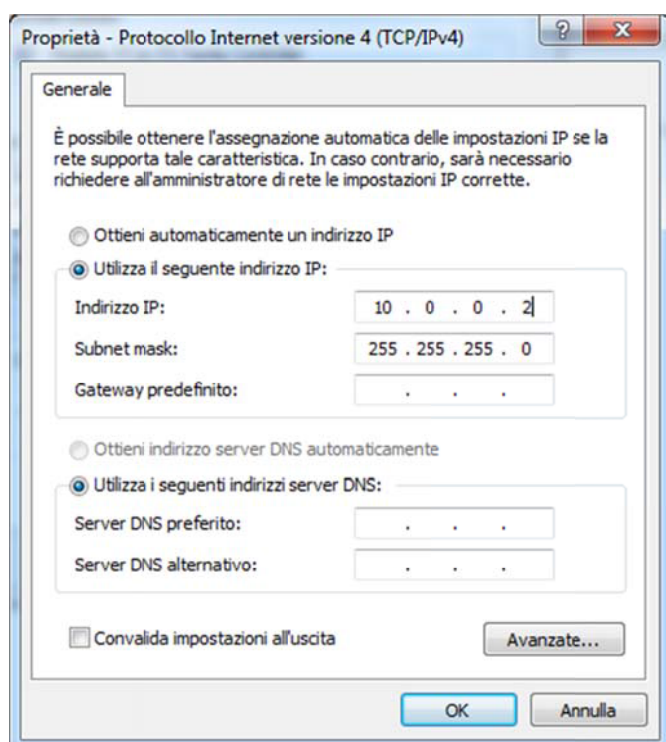 Proprietà - Protocollo Internet versione 4 (TCP/IPv4)
Generale
È possibile ottenere l'assegnazione automatica delle impostazioni IP se la
rete supporta tale caratteristica. In caso contrario, sarà necessario
richiedere all'amministratore di rete le impostazioni IP corrette.
Ottieni automaticamente un indirizzo IP
Utilizza il seguente indirizzo IP:
Indirizzo IP: 10 . 0 . 0 . 2
Subnet mask: 255 . 255 . 255 . 0
Gateway predefinito: . . .
Ottieni indirizzo server DNS automaticamente
Utilizza i seguenti indirizzi server DNS:
Server DNS preferito: . . .
Server DNS alternativo: . . .
Convalida impostazioni all'uscita Avanzate...
OK Annulla